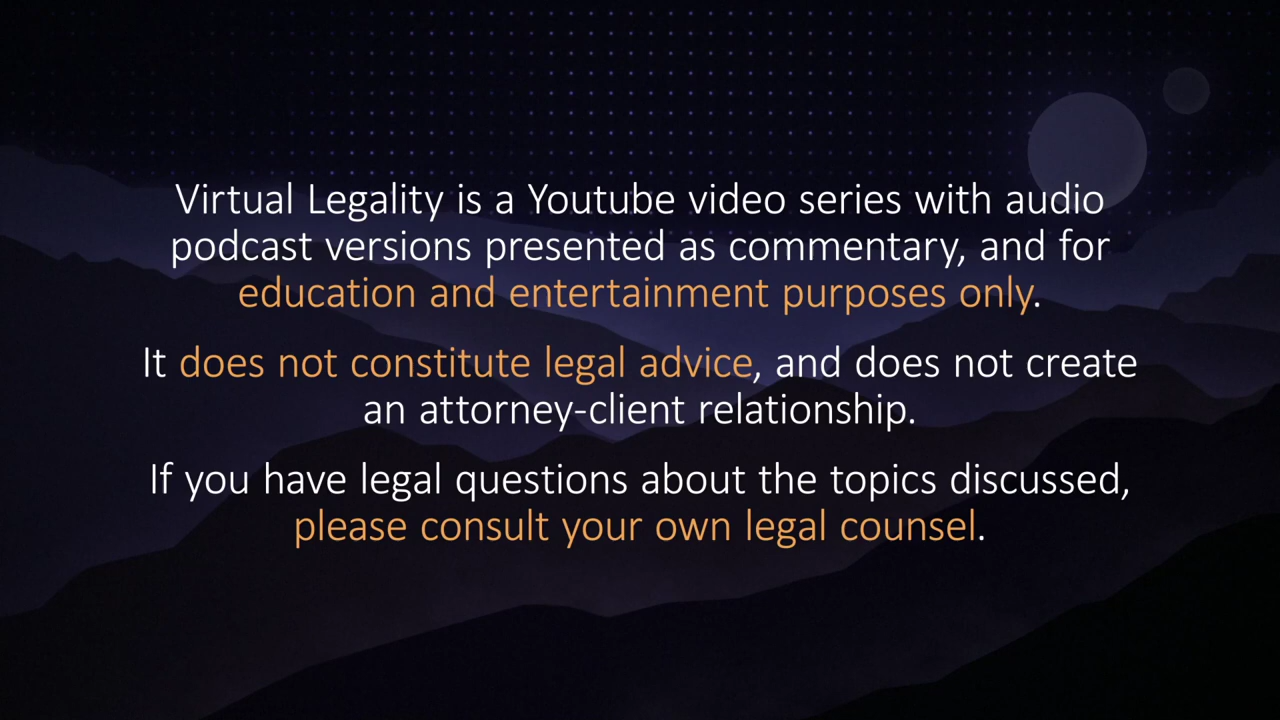 Virtual Legality is a Youtube video series with audio
podcast versions presented as commentary, and for
education and entertainment purposes only.
It does not constitute legal advice, and does not create
an attorney-client relationship.
If you have legal questions about the topics discussed,
please consult your own legal counsel.